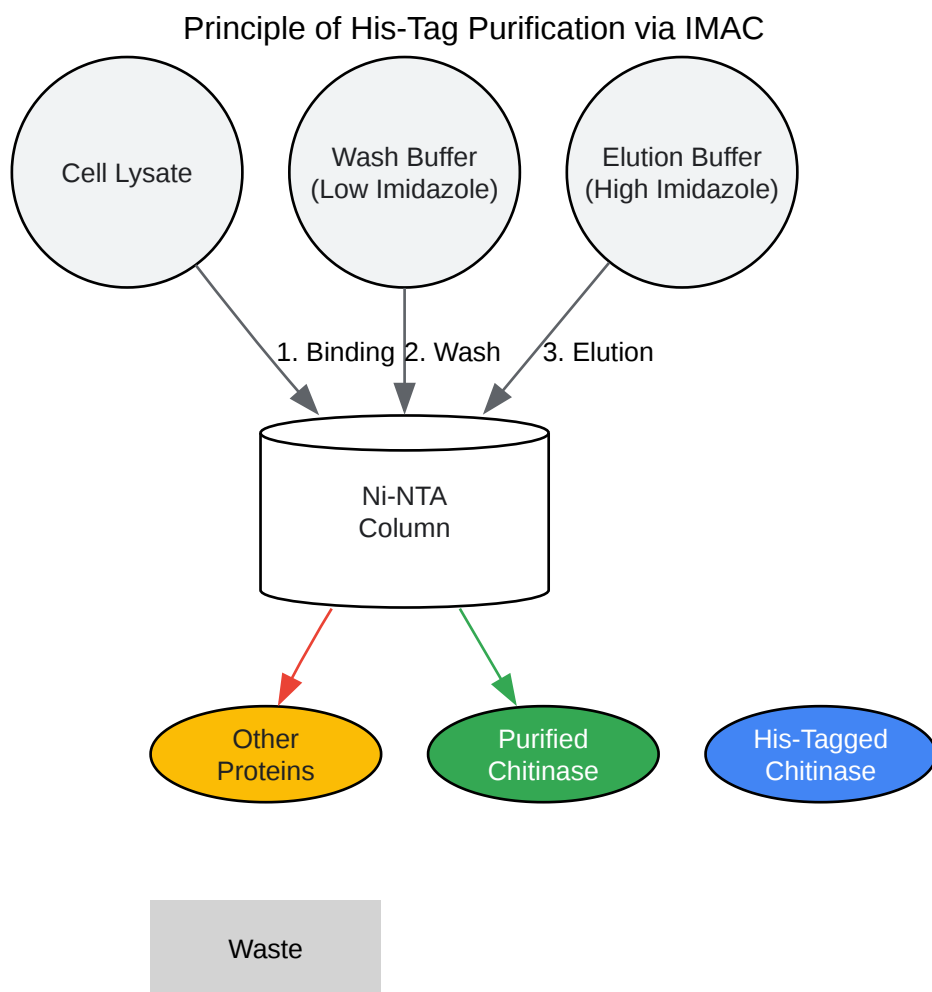 Principle of His-Tag Purification via IMAC
Cell Lysate
Wash Buffer
(Low Imidazole)
Elution Buffer
(High Imidazole)
1. Binding
2. Wash
3. Elution
Ni-NTA
Column
Other
Proteins
Purified
Chitinase
His-Tagged
Chitinase
Waste